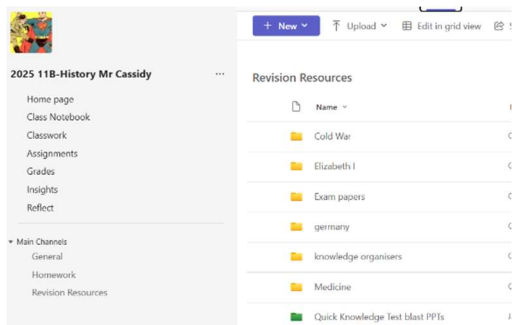 2025 11B-History Mr Cassidy
Home page
Class Notebook
Classwork
Assignments
Grades
Insights
Reflect
Main Channels
General
Homework
Revision Resources
+ New
Upload
Edit in grid view
Revision Resources
Name
Cold War
Elizabeth I
Exam papers
germany
knowledge organisers
Medicine
Quick Knowledge Test blast PPTs